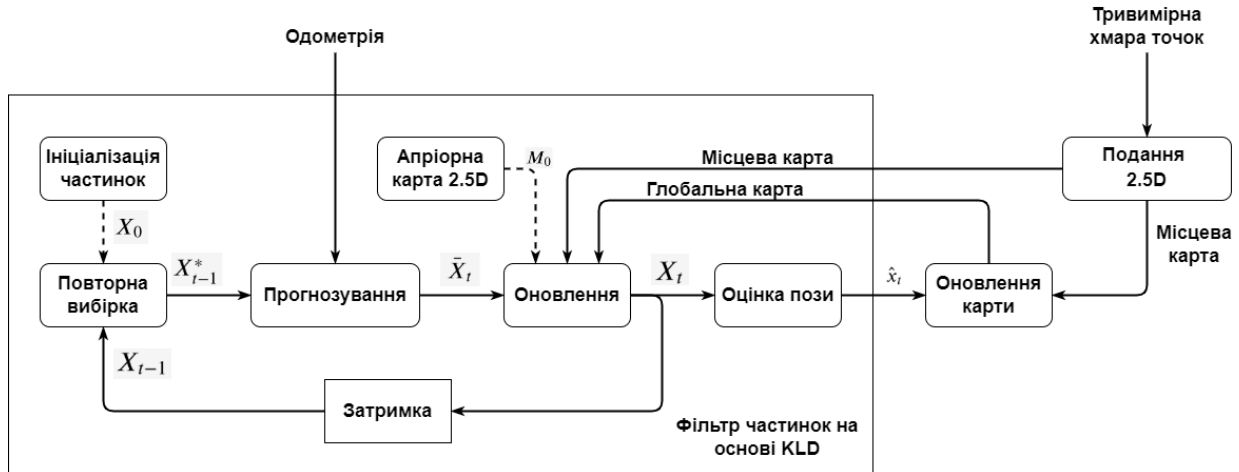 Одометрія
Тривимірна
хмара точок
Ініціалізація
частинок
Апріорна
карта 2.5D
M₀
Місцева карта
Подання
2.5D
Глобальна карта
X₀
Місцева
карта
Повторна
вибірка
X*ₜ₋₁
Прогнозування
X̄ₜ
Оновлення
Xₜ
Оцінка пози
x̂ₜ
Оновлення
карти
Xₜ₋₁
Затримка
Фільтр частинок на
основі KLD